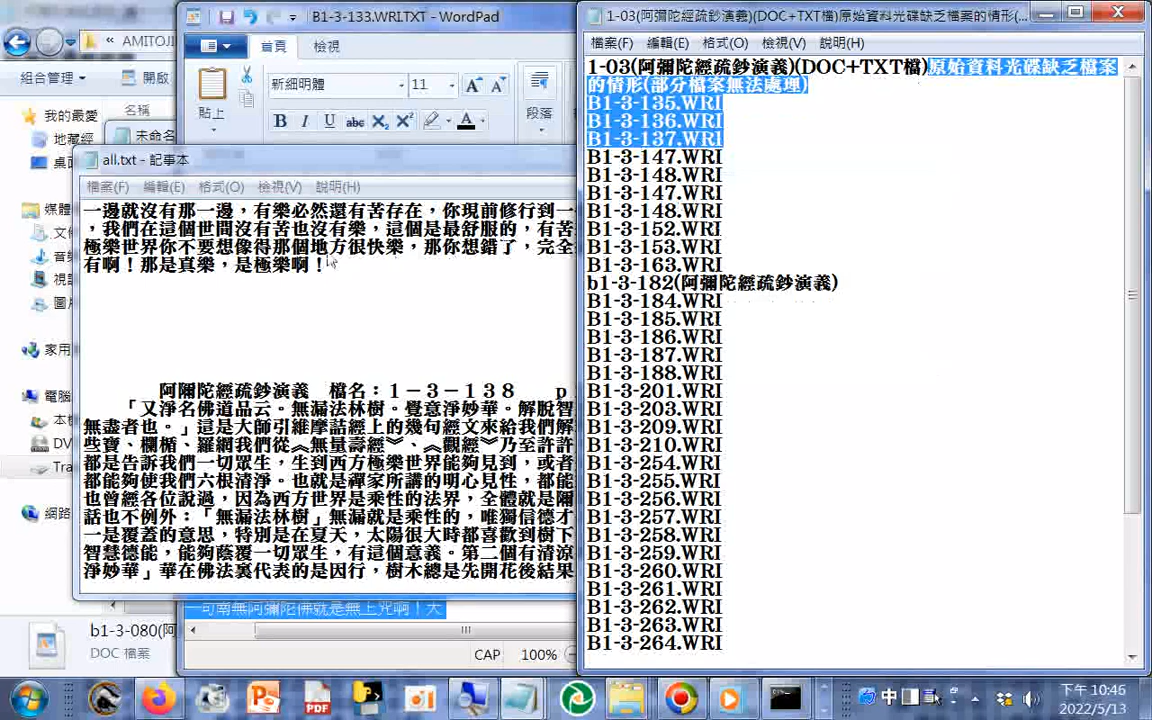 B1-3-133.WRI.TXT - WordPad
« AMITOJI
組合管理
開啟
名稱
我的最愛
地藏經
桌面
未命名
首頁
檢視
貼上
新細明體
11
段落
1-03(阿彌陀經疏鈔演義)(DOC+TXT檔)原始資料光碟缺乏檔案的情形(...
檔案(F) 編輯(E) 格式(O) 檢視(V) 說明(H)
1-03(阿彌陀經疏鈔演義)(DOC+TXT檔)原始資料光碟缺乏檔案
的情形(部分檔案無法處理)
B1-3-135.WRI
B1-3-136.WRI
B1-3-137.WRI
B1-3-147.WRI
B1-3-148.WRI
B1-3-147.WRI
B1-3-148.WRI
B1-3-152.WRI
B1-3-153.WRI
B1-3-163.WRI
b1-3-182(阿彌陀經疏鈔演義)
B1-3-184.WRI
B1-3-185.WRI
B1-3-186.WRI
B1-3-187.WRI
B1-3-188.WRI
B1-3-201.WRI
B1-3-203.WRI
B1-3-209.WRI
B1-3-210.WRI
B1-3-254.WRI
B1-3-255.WRI
B1-3-256.WRI
B1-3-257.WRI
B1-3-258.WRI
B1-3-259.WRI
B1-3-260.WRI
B1-3-261.WRI
B1-3-262.WRI
B1-3-263.WRI
B1-3-264.WRI
all.txt - 記事本
檔案(F) 編輯(E) 格式(O) 檢視(V) 說明(H)
一邊就沒有那一邊，有樂必然還有苦存在，你現前修行到一
，我們在這個世間沒有苦也沒有樂，這個是最舒服的，有苦
極樂世界你不要想像得那個地方很快樂，那你想錯了，完全
有啊！那是真樂，是極樂啊！
阿彌陀經疏鈔演義 檔名：１－３－１３８ p
「又淨名佛道品云。無漏法林樹。覺意淨妙華。解脫智
無盡者也。」這是大師引維摩詰經上的幾句經文來給我們解
些寶、欄楯、羅網我們從︽無量壽經︾、︽觀經︾乃至許許
都是告訴我們一切眾生，生到西方極樂世界能夠見到，或者
都能夠使我們六根清淨。也就是禪家所講的明心見性，都能
也曾經各位說過，因為西方世界是乘性的法界，全體就是隬
話也不例外：「無漏法林樹」無漏就是乘性的，唯獨信德才
一是覆蓋的意思，特別是在夏天，太陽很大時都喜歡到樹下
智慧德能，能夠蔭覆一切眾生，有這個意義。第二個有清涼
淨妙華」華在佛法裏代表的是因行，樹木總是先開花後結果
一句南無阿彌陀佛就是無上咒啊！大
媒體
家用
電腦
DV
Tra
網路
b1-3-080(阿
DOC 檔案
CAP 100%
中
下午 10:46
2022/5/13